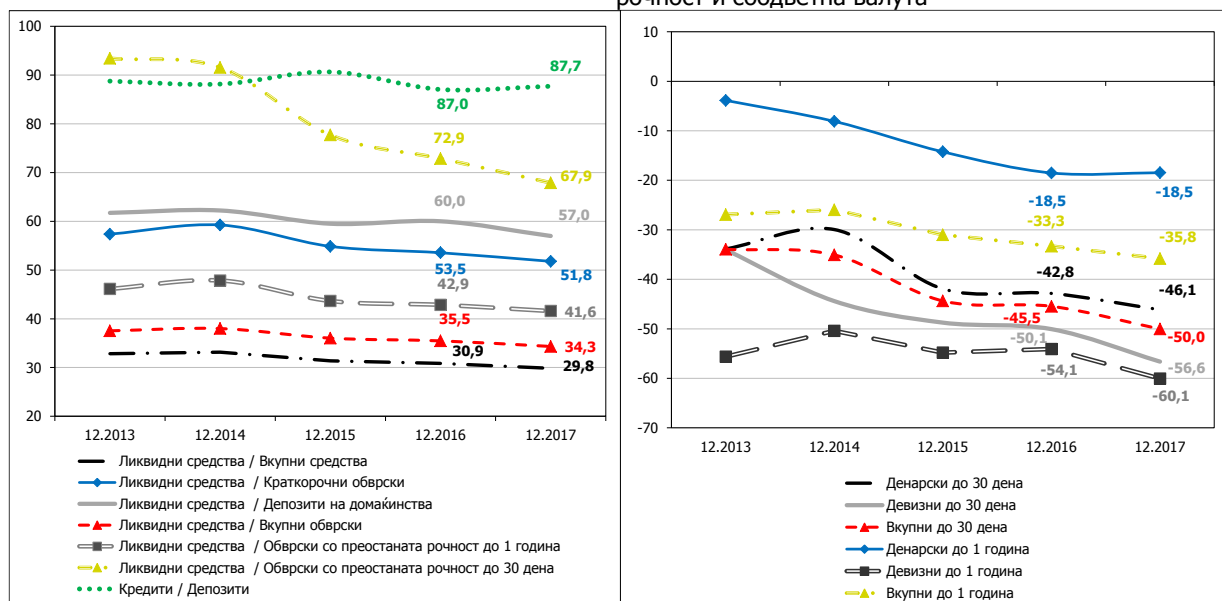 рочност и соодветна валута
100
90
80
70
60
50
40
30
20
87,7
87,0
72,9
67,9
60,0
57,0
53,5
51,8
42,9
41,6
35,5
34,3
30,9
29,8
12.2013 12.2014 12.2015 12.2016 12.2017
Ликвидни средства / Вкупни средства
Ликвидни средства / Краткорочни обврски
Ликвидни средства / Депозити на домаќинства
Ликвидни средства / Вкупни обврски
Ликвидни средства / Обврски со преостаната рочност до 1 година
Ликвидни средства / Обврски со преостаната рочност до 30 дена
Кредити / Депозити
10
0
-10
-20
-30
-40
-50
-60
-70
-18,5
-18,5
-33,3
-35,8
-42,8
-46,1
-45,5
-50,0
-50,1
-56,6
-54,1
-60,1
12.2013 12.2014 12.2015 12.2016 12.2017
Денарски до 30 дена
Девизни до 30 дена
Вкупни до 30 дена
Денарски до 1 година
Девизни до 1 година
Вкупни до 1 година